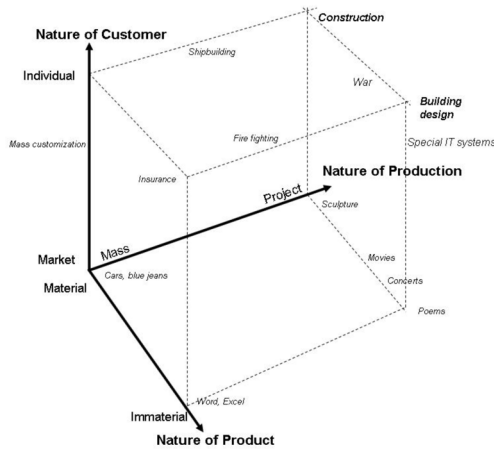 Construction
Nature of Customer
Shipbuilding
Individual
War
Building
design
Mass customization
Fire fighting
Special IT systems
Insurance
Nature of Production
Project
Sculpture
Mass
Market
Movies
Cars, blue jeans
Concerts
Material
Poems
Word, Excel
Immaterial
Nature of Product